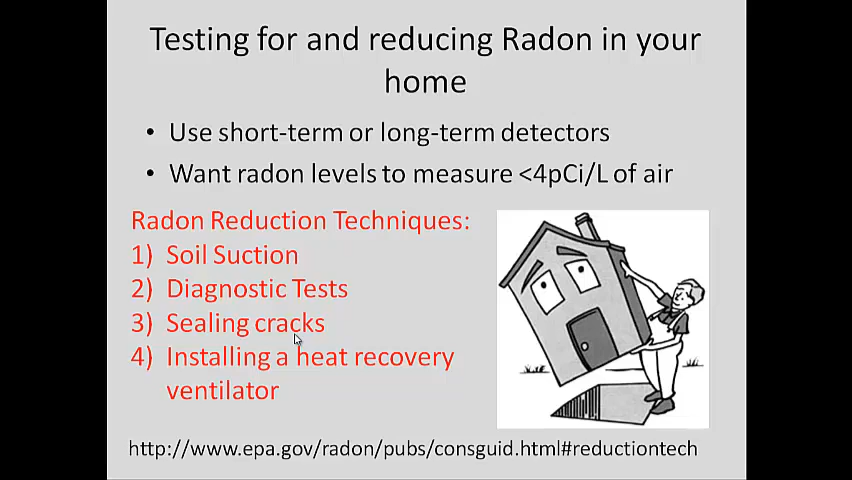 Testing for and reducing Radon in your
home
• Use short-term or long-term detectors
• Want radon levels to measure <4pCi/L of air
Radon Reduction Techniques:
1) Soil Suction
2) Diagnostic Tests
3) Sealing cracks
4) Installing a heat recovery
ventilator
http://www.epa.gov/radon/pubs/consguid.html#reductiontech